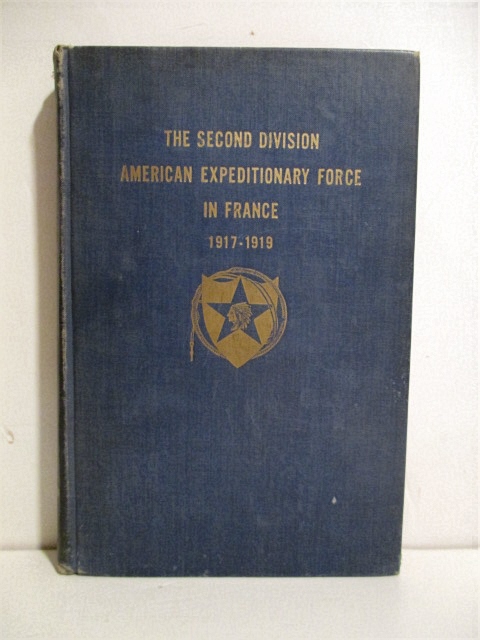 THE SECOND DIVISION
AMERICAN EXPEDITIONARY FORCE
IN FRANCE
1917-1919